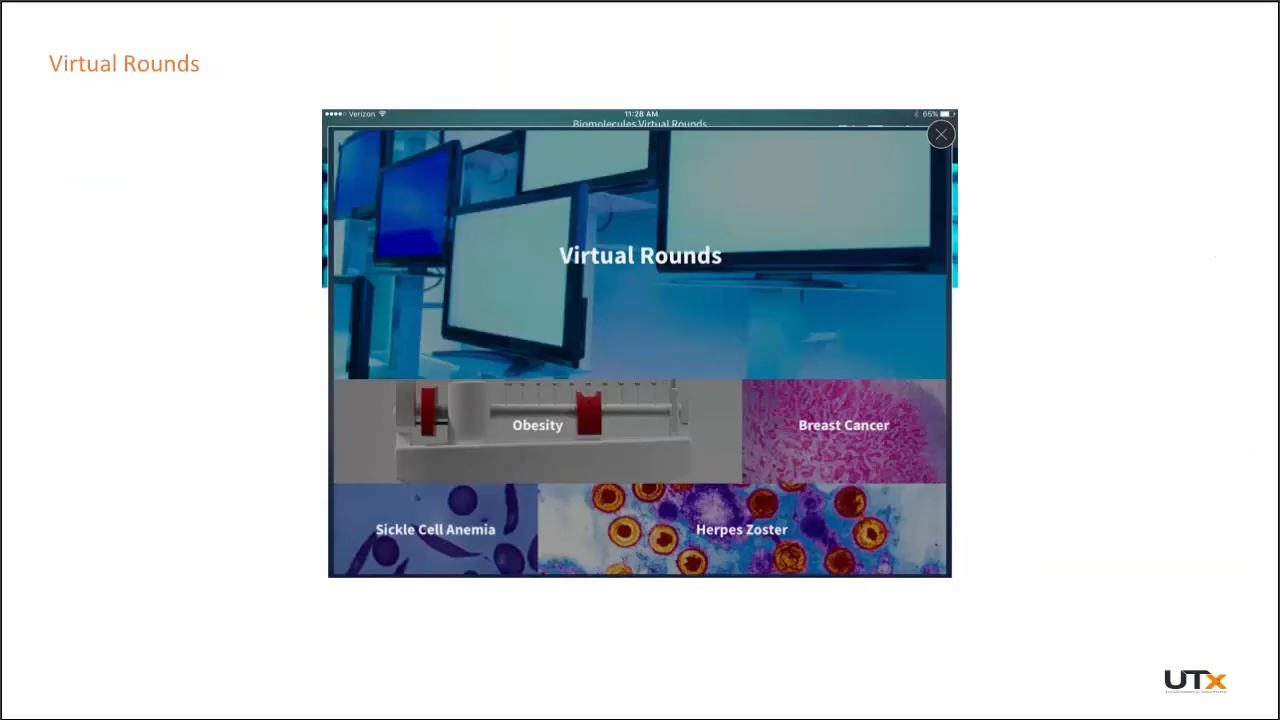 Virtual Rounds
Verizon
11:28 AM
65%
Biomolecules Virtual Rounds
Virtual Rounds
Obesity
Breast Cancer
Sickle Cell Anemia
Herpes Zoster
UTx